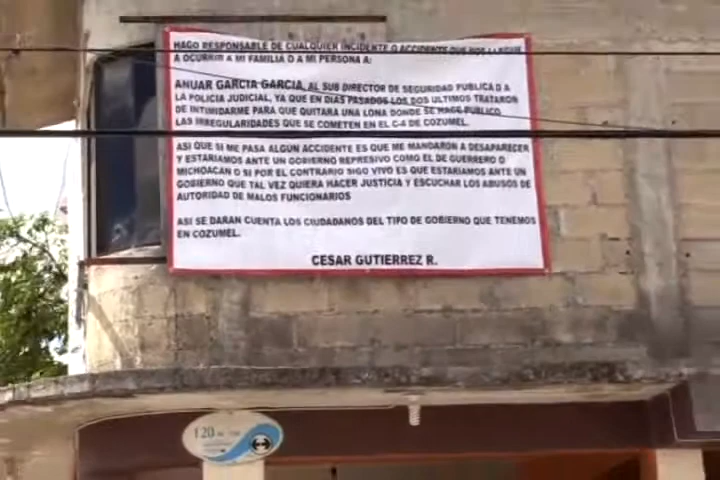 HAGO RESPONSABLE DE CUALQUIER INCIDENTE O ACCIDENTE QUE NOS LLEGUE
A OCURRIR A MI FAMILIA O A MI PERSONA A:
ANUAR GARCIA GARCIA, AL SUB DIRECTOR DE SEGURIDAD PUBLICA O A
LA POLICIA JUDICIAL, YA QUE EN DIAS PASADOS LOS DOS ULTIMOS TRATARON
DE INTIMIDARME PARA QUE QUITARA UNA LONA DONDE SE HACE PUBLICO
LAS IRREGULARIDADES QUE SE COMETEN EN EL C-4 DE COZUMEL.
ASI QUE SI ME PASA ALGUN ACCIDENTE ES QUE ME MANDARON A DESAPARECER
Y ESTARIAMOS ANTE UN GOBIERNO REPRESIVO COMO EL DE GUERRERO O
MICHOACAN O SI POR EL CONTRARIO SIGO VIVO ES QUE ESTARIAMOS ANTE UN
GOBIERNO QUE TAL VEZ QUIERA HACER JUSTICIA Y ESCUCHAR LOS ABUSOS DE
AUTORIDAD DE MALOS FUNCIONARIOS
ASI SE DARAN CUENTA LOS CIUDADANOS DEL TIPO DE GOBIERNO QUE TENEMOS
EN COZUMEL.
CESAR GUTIERREZ R.
120